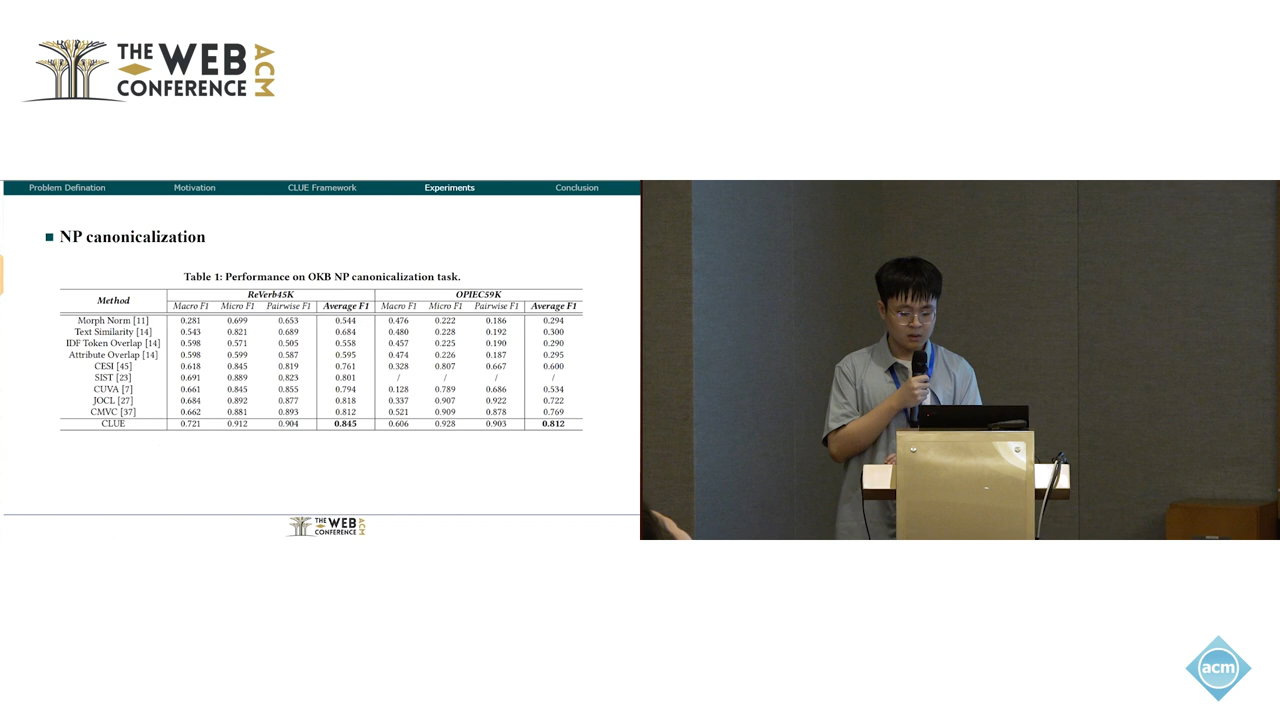 THE WEB
CONFERENCE
ACM
Problem Defination Motivation CLUE Framework Experiments Conclusion
NP canonicalization
Table 1: Performance on OKB NP canonicalization task.
Method ReVerb45K OPIEC59K
Macro F1 Micro F1 Pairwise F1 Average F1 Macro F1 Micro F1 Pairwise F1 Average F1
Morph Norm [11] 0.281 0.699 0.653 0.544 0.476 0.222 0.186 0.294
Text Similarity [14] 0.543 0.821 0.689 0.684 0.480 0.228 0.192 0.300
IDF Token Overlap [14] 0.598 0.571 0.505 0.558 0.457 0.225 0.190 0.290
Attribute Overlap [14] 0.598 0.599 0.587 0.595 0.474 0.226 0.187 0.295
CESI [45] 0.618 0.845 0.819 0.761 0.328 0.807 0.667 0.600
SIST [23] 0.691 0.889 0.823 0.801 / / / /
CUVA [7] 0.661 0.845 0.855 0.794 0.128 0.789 0.686 0.534
JOCL [27] 0.684 0.892 0.877 0.818 0.337 0.907 0.922 0.722
CMVC [37] 0.662 0.881 0.893 0.812 0.521 0.909 0.878 0.769
CLUE 0.721 0.912 0.904 0.845 0.606 0.928 0.903 0.812
THE WEB
CONFERENCE
ACM
acm